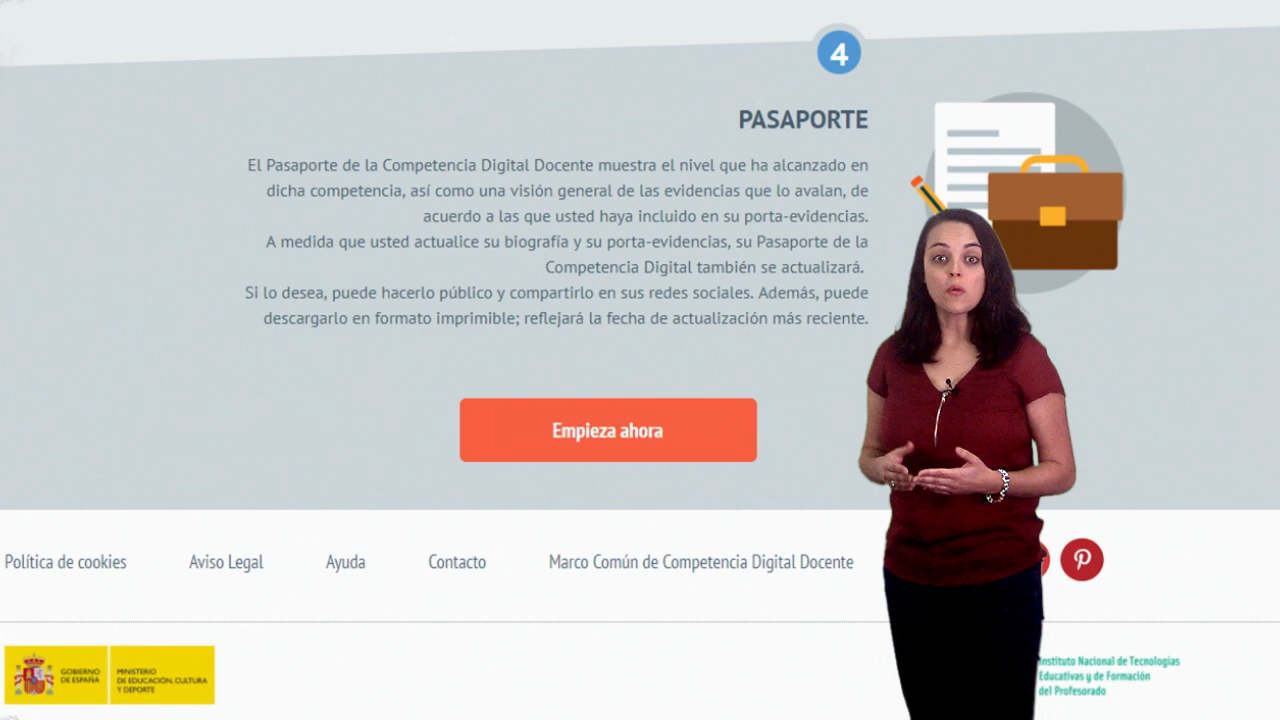 4
PASAPORTE
El Pasaporte de la Competencia Digital Docente muestra el nivel que ha alcanzado en
dicha competencia, así como una visión general de las evidencias que lo avalan, de
acuerdo a las que usted haya incluido en su porta-evidencias.
A medida que usted actualice su biografía y su porta-evidencias, su Pasaporte de la
Competencia Digital también se actualizará.
Si lo desea, puede hacerlo público y compartirlo en sus redes sociales. Además, puede
descargarlo en formato imprimible; reflejará la fecha de actualización más reciente.
Empieza ahora
Política de cookies
Aviso Legal
Ayuda
Contacto
Marco Común de Competencia Digital Docente
GOBIERNO
DE ESPAÑA
MINISTERIO
DE EDUCACIÓN, CULTURA
Y DEPORTE
Instituto Nacional de Tecnologías
Educativas y de Formación
del Profesorado